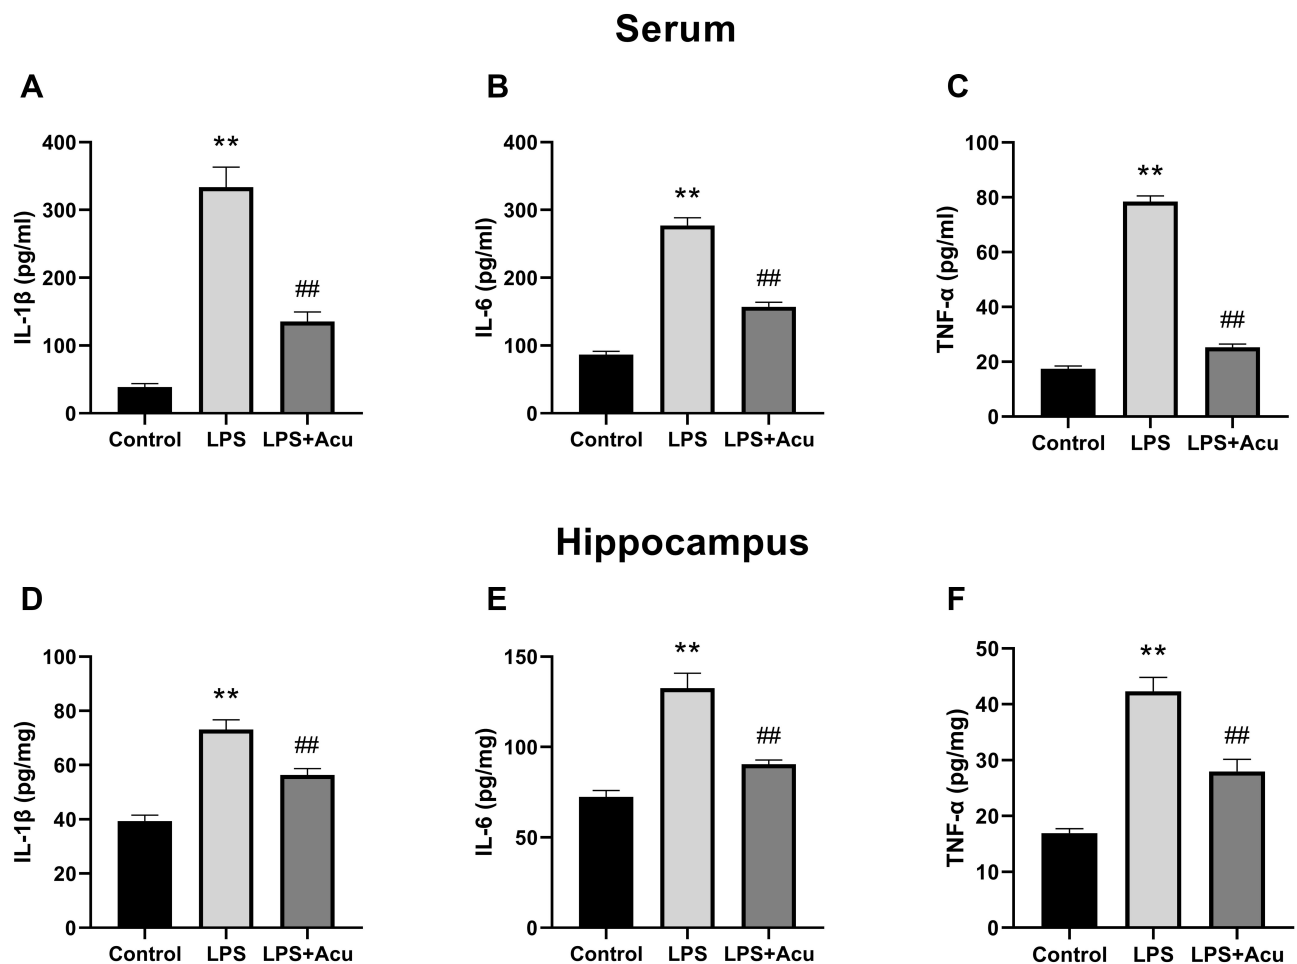 Serum
A
B
C
IL-1β (pg/ml)
400
300
200
100
0
**
##
Control
LPS
LPS+Acu
IL-6 (pg/ml)
400
300
200
100
0
**
##
Control
LPS
LPS+Acu
TNF-α (pg/ml)
100
80
60
40
20
0
**
##
Control
LPS
LPS+Acu
Hippocampus
D
E
F
IL-1β (pg/mg)
100
80
60
40
20
0
**
##
Control
LPS
LPS+Acu
IL-6 (pg/mg)
150
100
50
0
**
##
Control
LPS
LPS+Acu
TNF-α (pg/mg)
50
40
30
20
10
0
**
##
Control
LPS
LPS+Acu